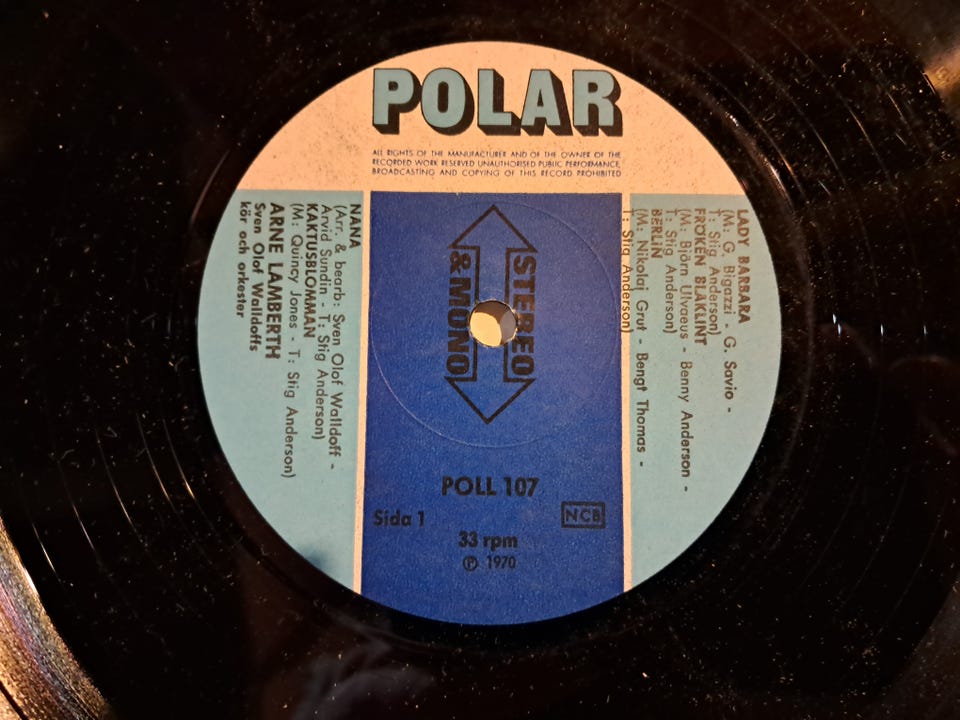 POLAR
ALL RIGHTS OF THE MANUFACTURER AND OF THE OWNER OF THE
RECORDED WORK RESERVED UNAUTHORISED PUBLIC PERFORMANCE,
BROADCASTING AND COPYING OF THIS RECORD PROHIBITED
LADY BARBARA
(M: G. Bigazzi - G. Savio -
T: Stig Anderson)
FRÖKEN BLÅKLINT
(M: Björn Ulvaeus - Benny Anderson -
T: Stig Anderson)
BERLIN
(M: Nikolai Grut - Bengt Thomas -
T: Stig Anderson)
STEREO
& MONO
NANA
(Arr. & bearb: Sven Olof Walldoff -
Arvid Sundin - T: Stig Anderson)
KAKTUSBLOMMAN
(M: Quincy Jones - T: Stig Anderson)
ARNE LAMBERTH
Sven Olof Walldoffs
kör och orkester
POLL 107
Sida 1
NCB
33 rpm
Ⓟ 1970